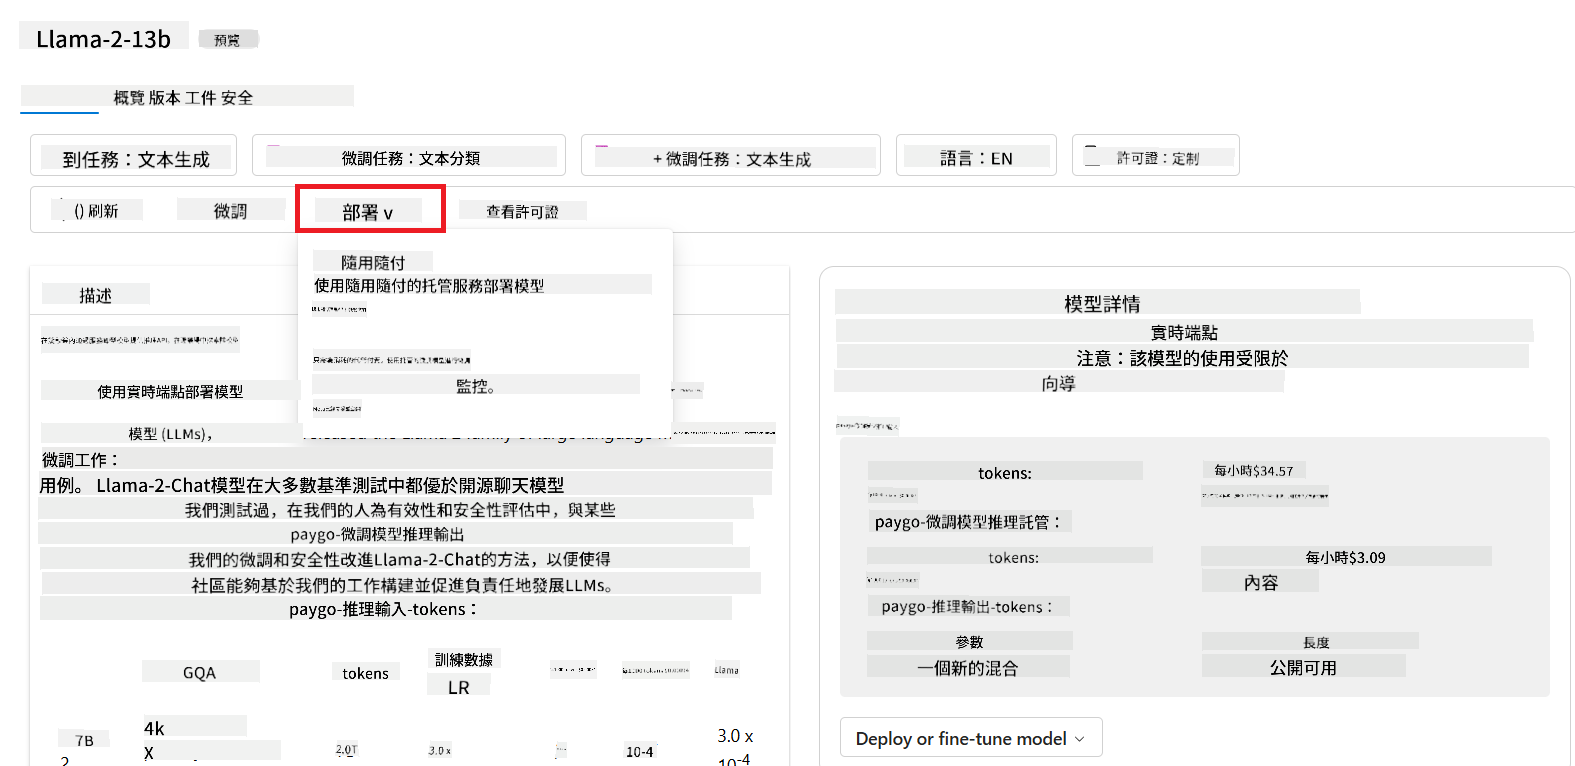 Llama-2-13b
預覽
概覽 版本 工件 安全
到任務：文本生成
微調任務：文本分類
+ 微調任務：文本生成
語言：EN
許可證：定制
() 刷新
微調
部署 v
查看許可證
隨用隨付
使用隨用隨付的托管服務部署模型
監控。
描述
使用實時端點部署模型
模型 (LLMs)，
微調工作：
用例。 Llama-2-Chat模型在大多數基準測試中都優於開源聊天模型
我們測試過，在我們的人為有效性和安全性評估中，與某些
paygo-微調模型推理輸出
我們的微調和安全性改進Llama-2-Chat的方法，以便使得
社區能夠基於我們的工作構建並促進負責任地發展LLMs。
paygo-推理輸入-tokens：
GQA
tokens
訓練數據
LR
Llama
7B
4k
X
2.0T
3.0 x
10-4
3.0 x
10-4
2
模型詳情
實時端點
注意：該模型的使用受限於
向導
tokens:
每小時$34.57
paygo-微調模型推理託管：
tokens:
每小時$3.09
內容
paygo-推理輸出-tokens：
參數
長度
一個新的混合
公開可用
Deploy or fine-tune model